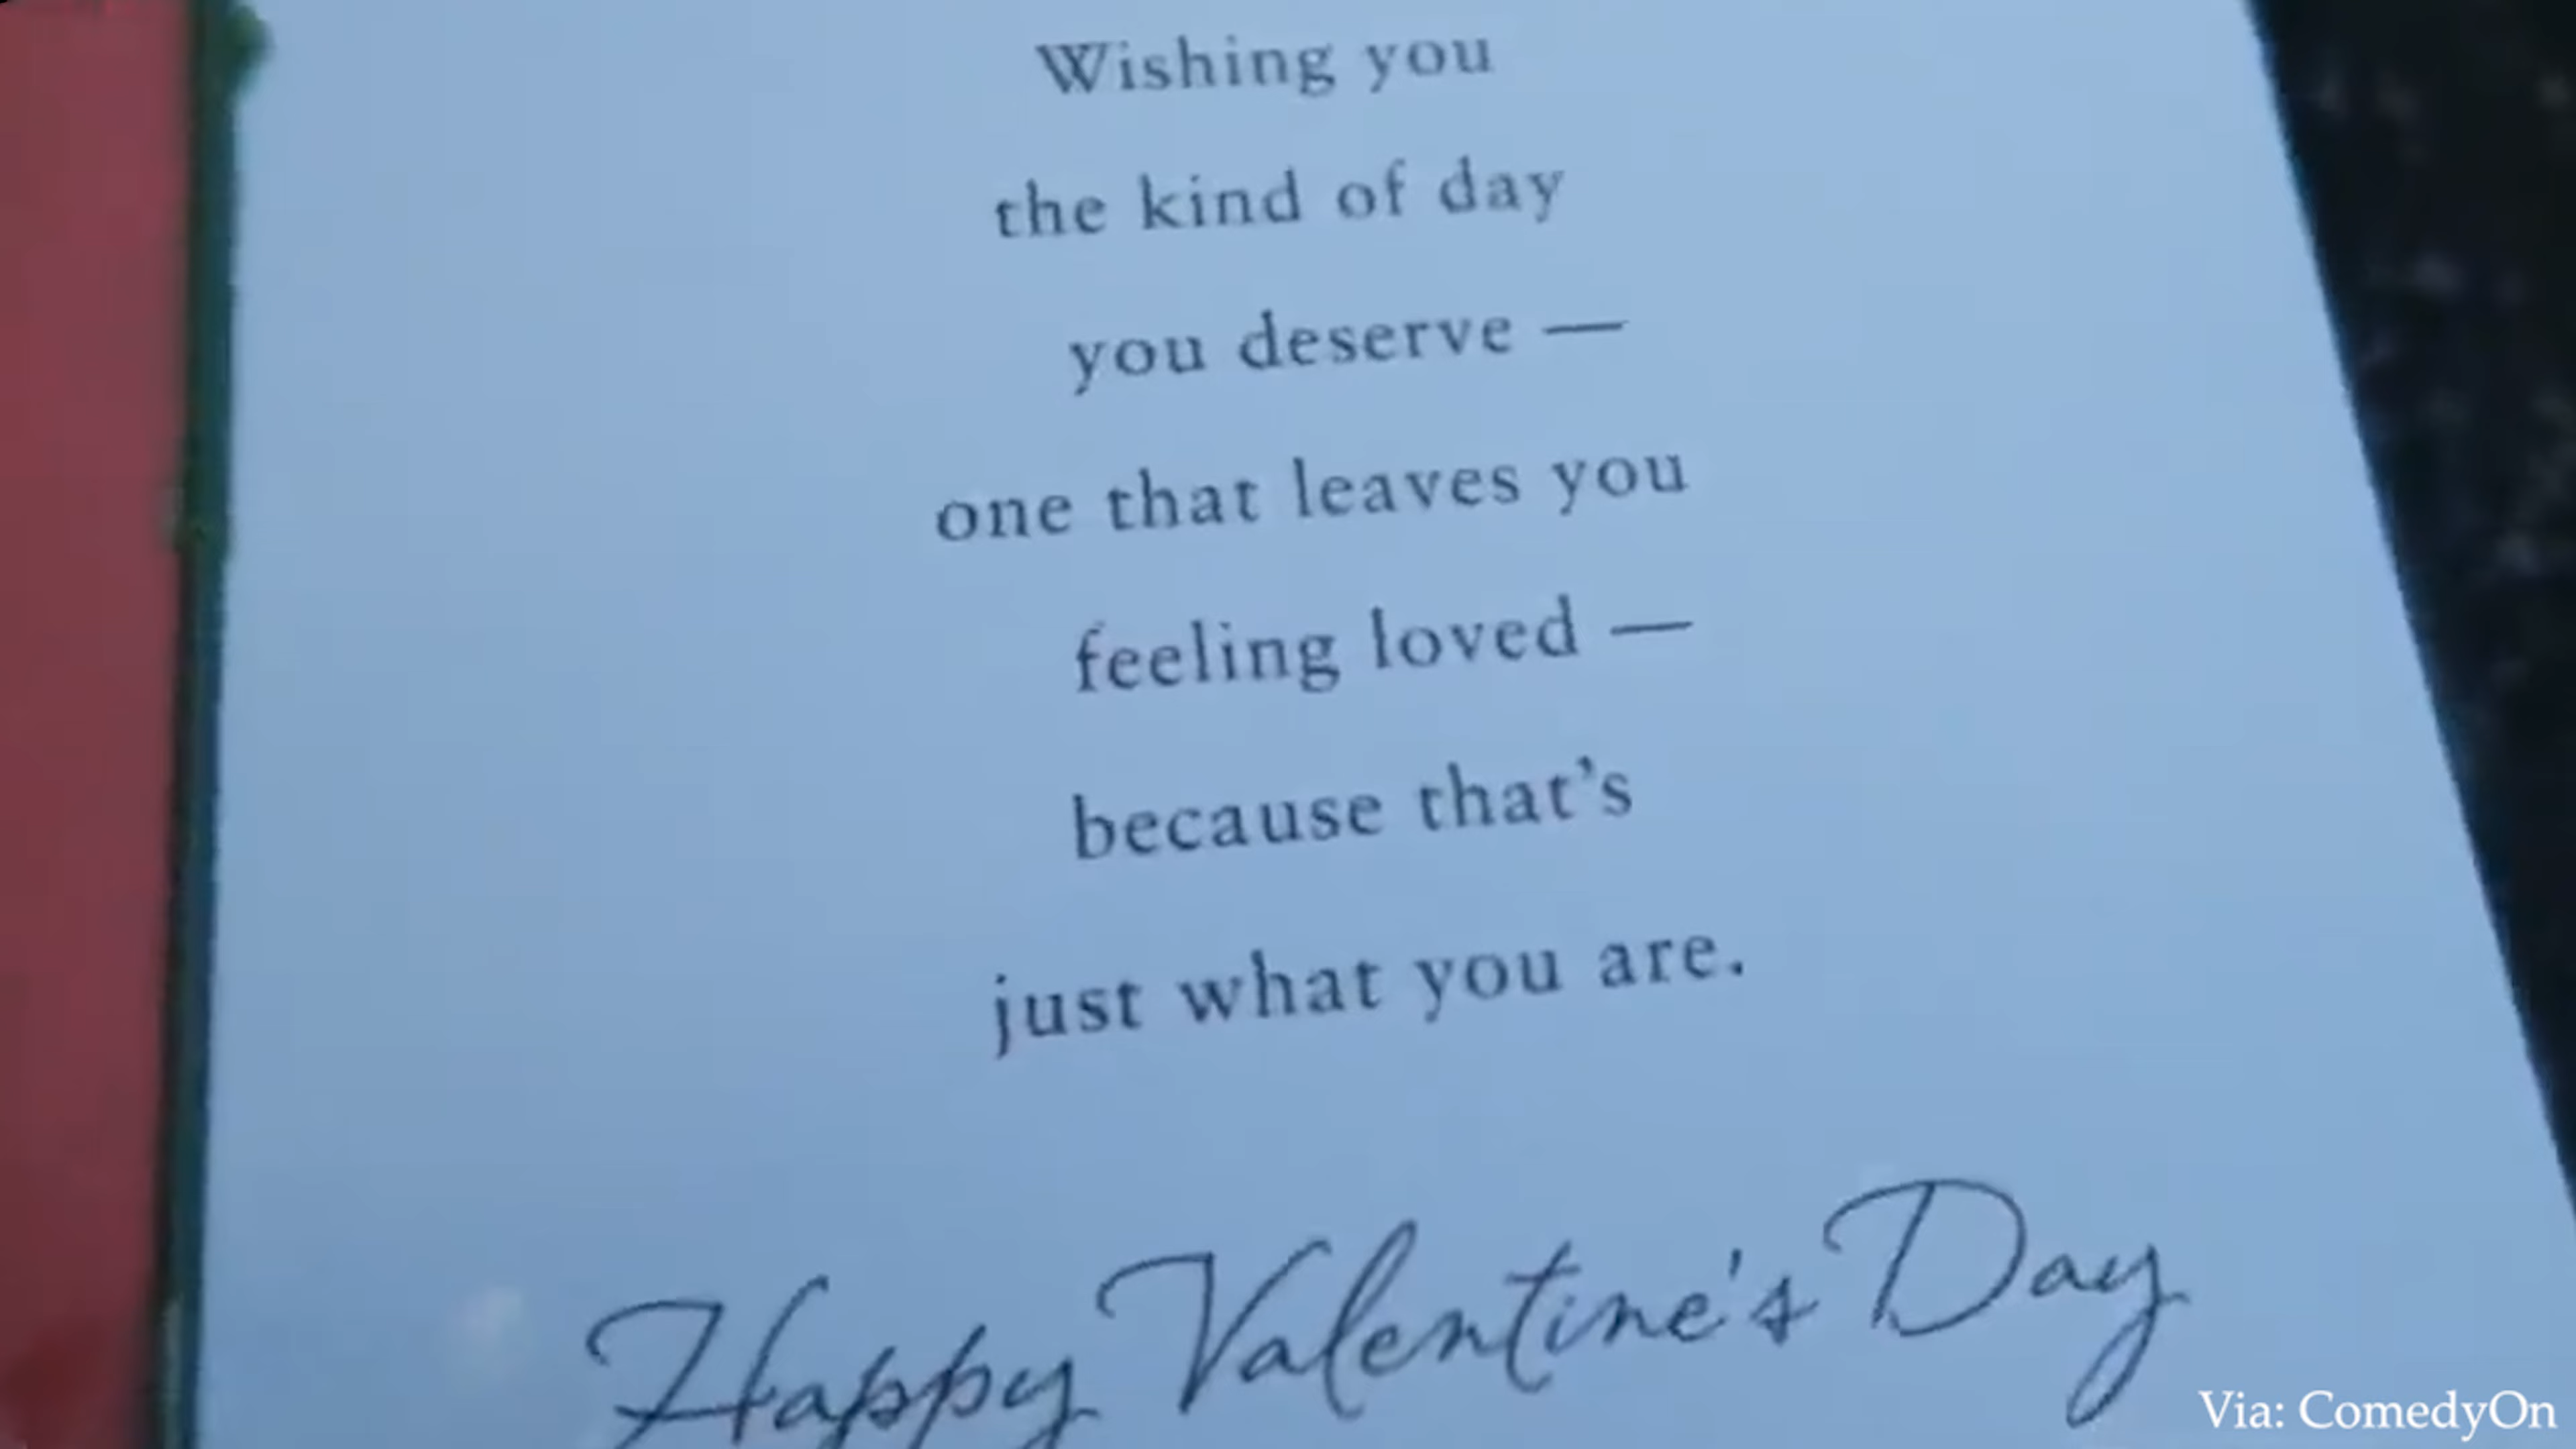 Wishing you
the kind of day
you deserve —
one that leaves you
feeling loved —
because that's
just what you are.
Happy Valentine's Day
Via: ComedyOn